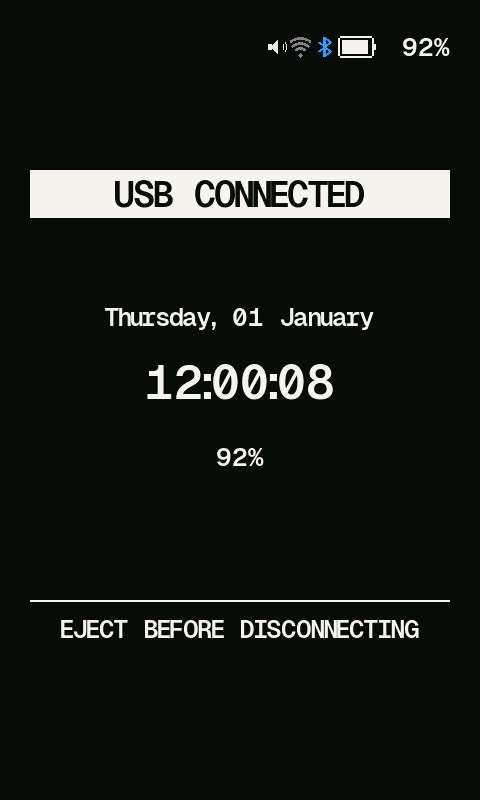 92%
USB CONNECTED
Thursday, 01 January
12:00:08
92%
EJECT BEFORE DISCONNECTING